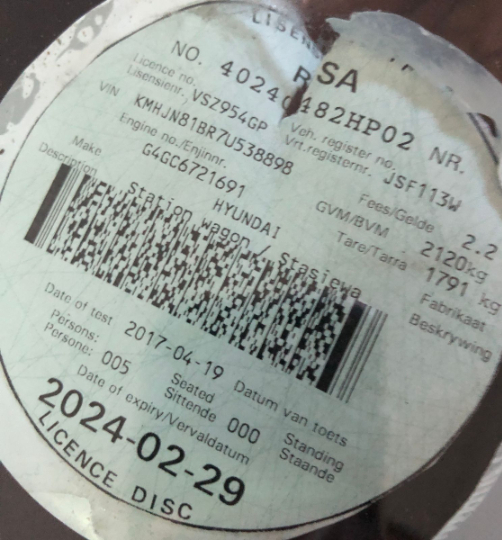 RSA
NO. 40240482HP02 NR.
Licence no. Veh. register no.
Lisensienr. VSZ954GP Vrt.registernr. JSF113W
VIN KMHJN81BR7U538898 Fees/Gelde 2.2
Engine no./Enjinnr. GVM/BVM 2120kg
G4GC6721691 Tare/Tarra 1791 kg
Make HYUNDAI Fabrikaat
Description Station wagon / Stasiewa Beskrywing
Date of test 2017-04-19 Datum van toets
Persons: Seated Standing
Persone: 005 Sittende 000 Staande
Date of expiry/Vervaldatum
2024-02-29
LICENCE DISC